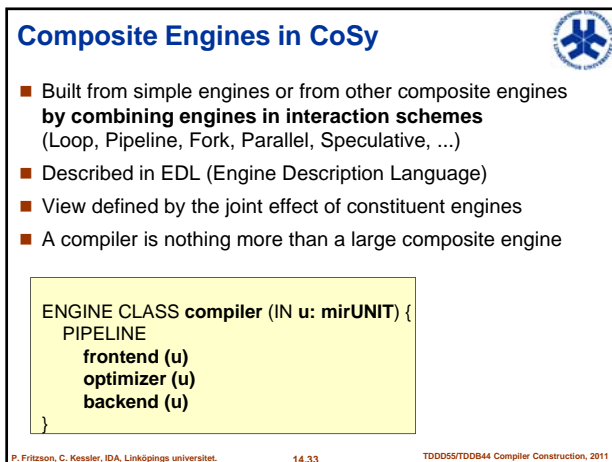 Composite Engines in CoSy
Built from simple engines or from other composite engines
by combining engines in interaction schemes
(Loop, Pipeline, Fork, Parallel, Speculative, ...)
Described in EDL (Engine Description Language)
View defined by the joint effect of constituent engines
A compiler is nothing more than a large composite engine
ENGINE CLASS compiler (IN u: mirUNIT) {
PIPELINE
frontend (u)
optimizer (u)
backend (u)
}
P. Fritzson, C. Kessler, IDA, Linköpings universitet.
14.33
TDDD55/TDDB44 Compiler Construction, 2011